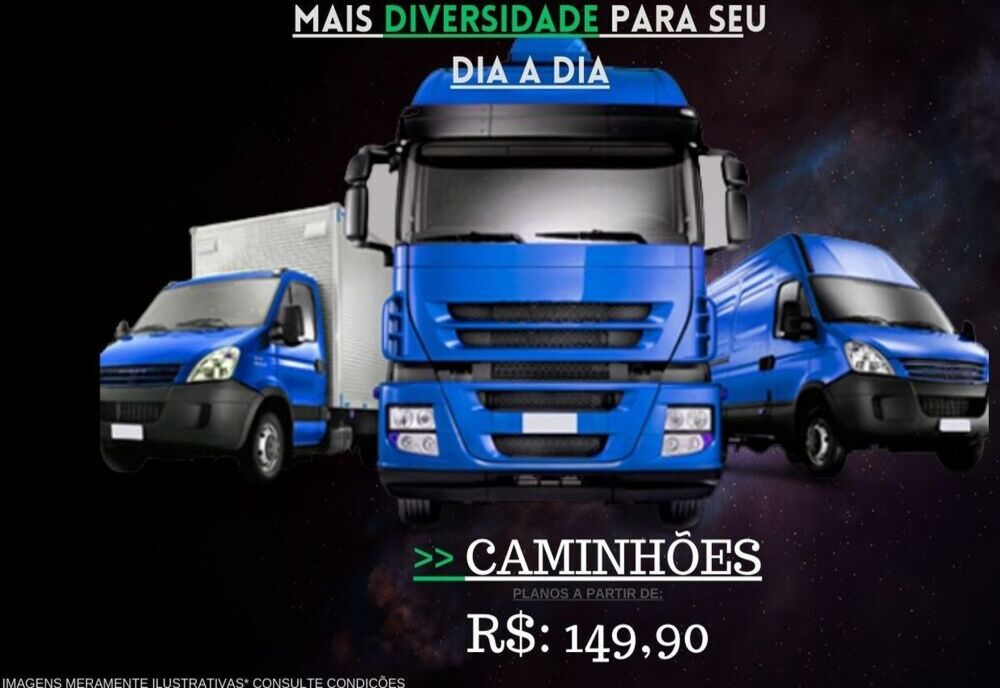 MAIS DIVERSIDADE PARA SEU
DIA A DIA
>> CAMINHÕES
PLANOS A PARTIR DE:
R$: 149,90
IMAGENS MERAMENTE ILUSTRATIVAS* CONSULTE CONDIÇÕES